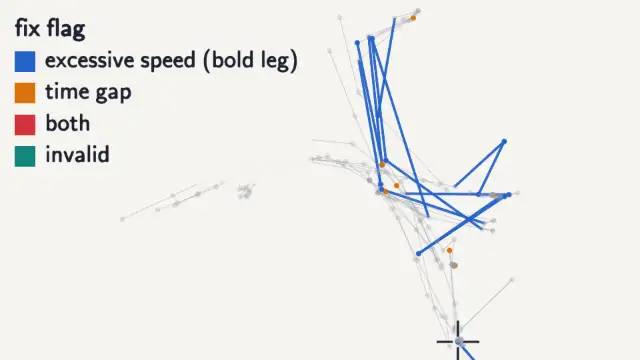 fix flag
excessive speed (bold leg)
time gap
both
invalid